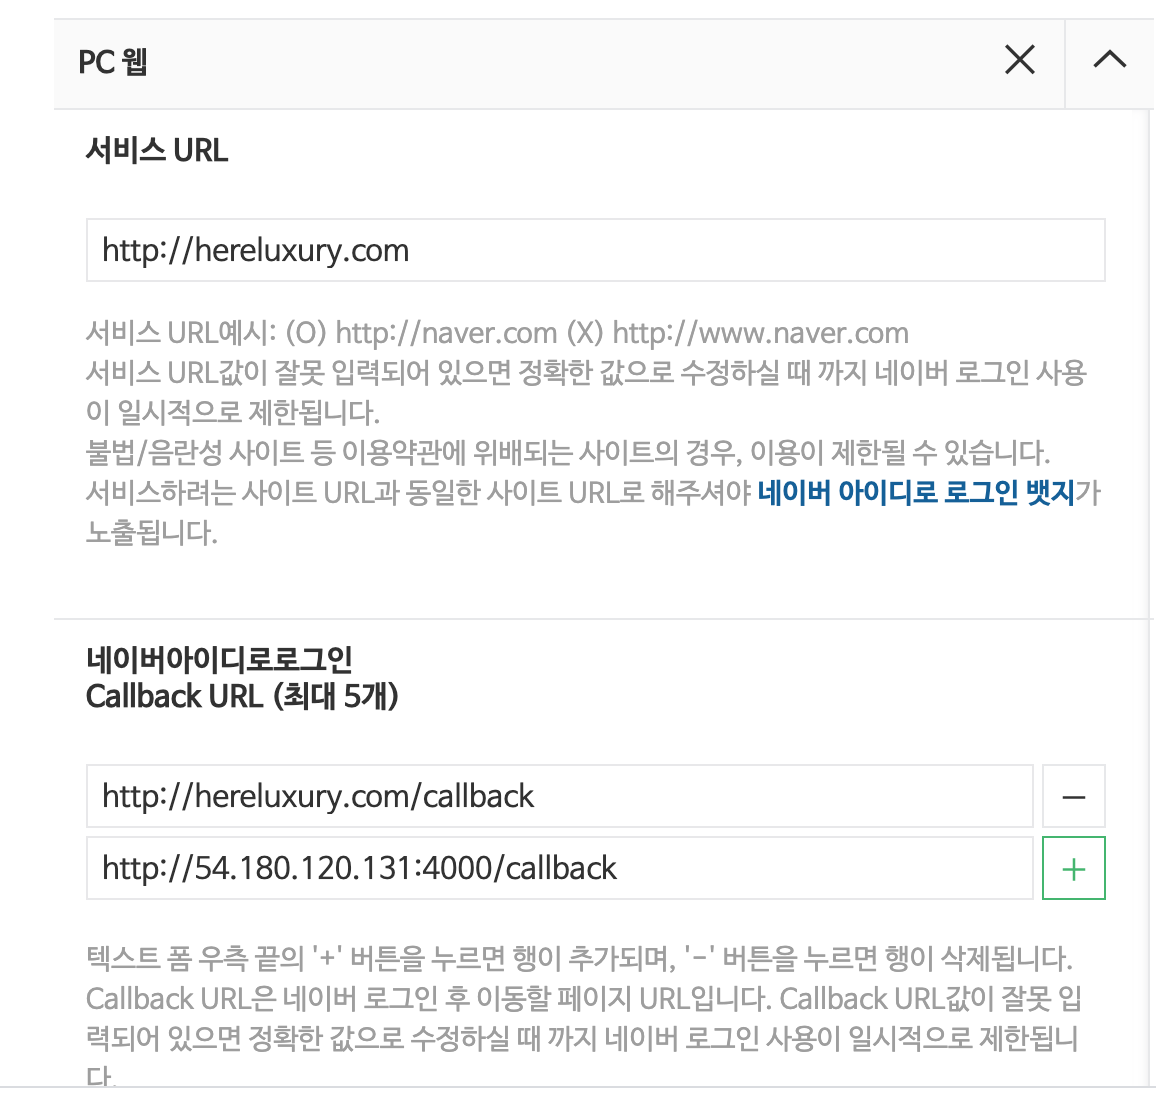 PC 웹
서비스 URL
http://hereluxury.com
서비스 URL예시: (O) http://naver.com (X) http://www.naver.com
서비스 URL값이 잘못 입력되어 있으면 정확한 값으로 수정하실 때 까지 네이버 로그인 사용
이 일시적으로 제한됩니다.
불법/음란성 사이트 등 이용약관에 위배되는 사이트의 경우, 이용이 제한될 수 있습니다.
서비스하려는 사이트 URL과 동일한 사이트 URL로 해주셔야 네이버 아이디로 로그인 뱃지가
노출됩니다.
네이버아이디로로그인
Callback URL (최대 5개)
http://hereluxury.com/callback
http://54.180.120.131:4000/callback
텍스트 폼 우측 끝의 '+' 버튼을 누르면 행이 추가되며, '-' 버튼을 누르면 행이 삭제됩니다.
Callback URL은 네이버 로그인 후 이동할 페이지 URL입니다. Callback URL값이 잘못 입
력되어 있으면 정확한 값으로 수정하실 때 까지 네이버 로그인 사용이 일시적으로 제한됩니
다.